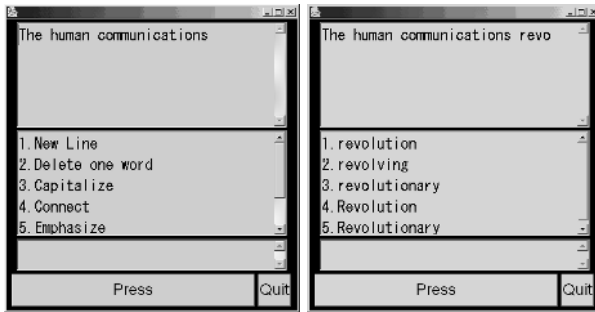 The human communications
1.New Line
2.Delete one word
3.Capitalize
4.Connect
5.Emphasize
Press
Quit
The human communications revo
1.revolution
2.revolving
3.revolutionary
4.Revolution
5.Revolutionary
Press
Quit